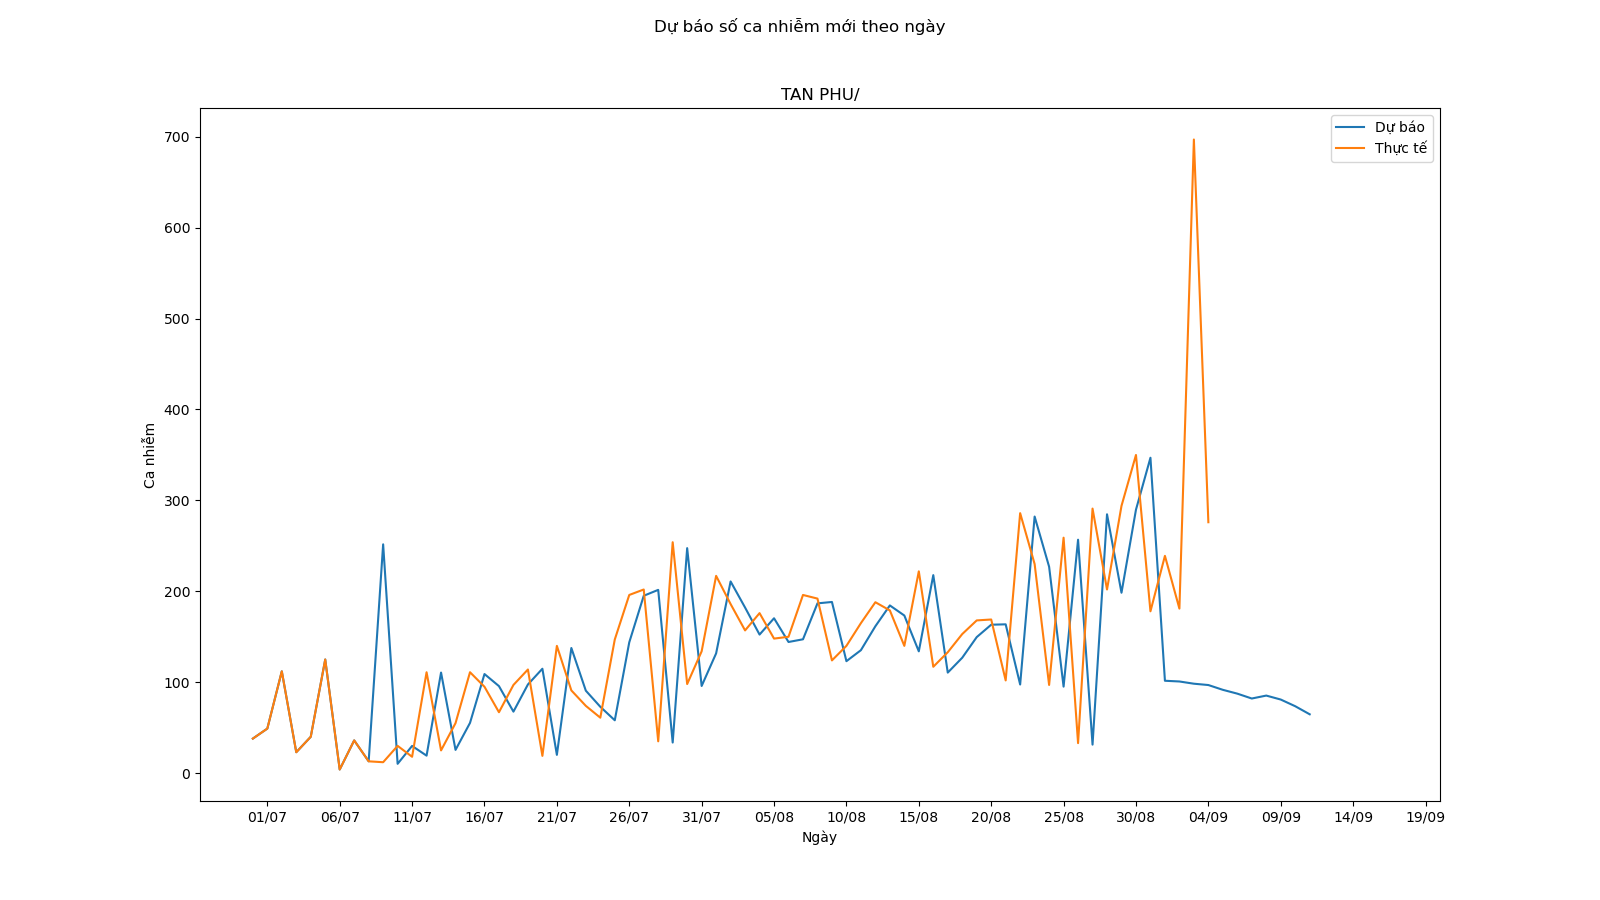 Dự báo số ca nhiễm mới theo ngày
TAN PHU/
Dự báo
Thực tế
700
600
500
400
300
200
100
0
Ca nhiễm
01/07 06/07 11/07 16/07 21/07 26/07 31/07 05/08 10/08 15/08 20/08 25/08 30/08 04/09 09/09 14/09 19/09
Ngày